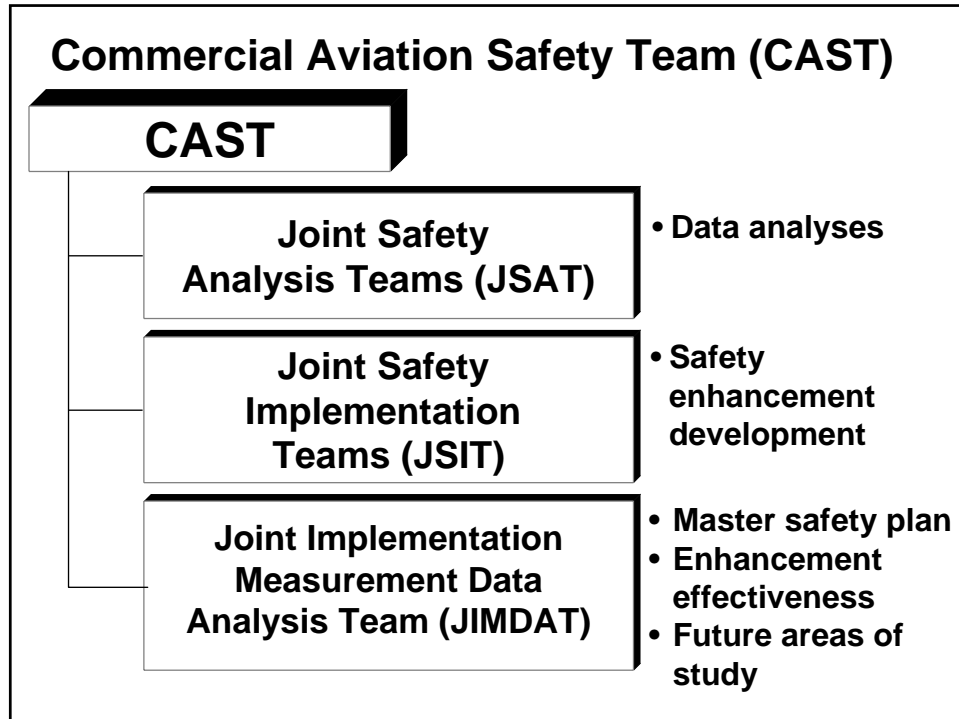 Commercial Aviation Safety Team (CAST)
CAST
Joint Safety
Analysis Teams (JSAT)
• Data analyses
Joint Safety
Implementation
Teams (JSIT)
• Safety
enhancement
development
Joint Implementation
Measurement Data
Analysis Team (JIMDAT)
• Master safety plan
• Enhancement
effectiveness
• Future areas of
study